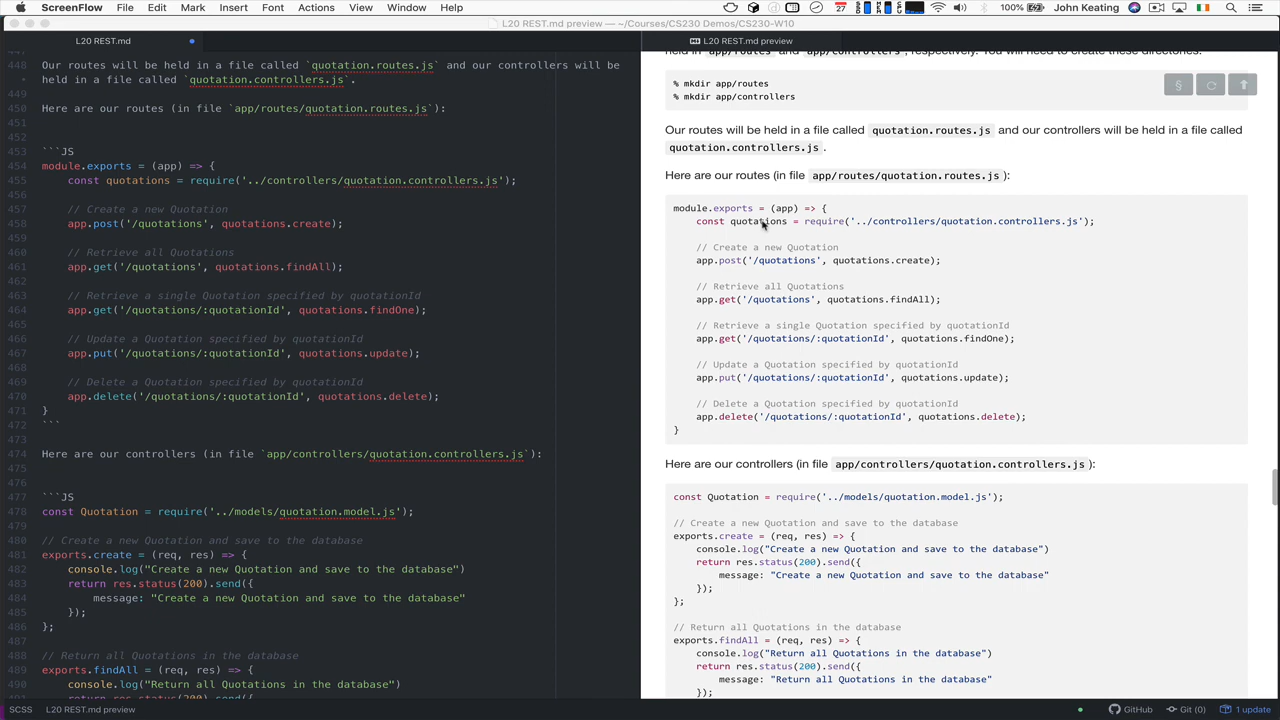 ScreenFlow File Edit Mark Insert Font Actions View Window Help
100% 27 John Keating
L20 REST.md preview — ~/Courses/CS230 Demos/CS230-W10
L20 REST.md
448 Our routes will be held in a file called `quotation.routes.js` and our controllers will be
held in a file called `quotation.controllers.js`.
449
450 Here are our routes (in file `app/routes/quotation.routes.js`):
451
452
453 ```JS
454 module.exports = (app) => {
455 const quotations = require('../controllers/quotation.controllers.js');
456
457 // Create a new Quotation
458 app.post('/quotations', quotations.create);
459
460 // Retrieve all Quotations
461 app.get('/quotations', quotations.findAll);
462
463 // Retrieve a single Quotation specified by quotationId
464 app.get('/quotations/:quotationId', quotations.findOne);
465
466 // Update a Quotation specified by quotationId
467 app.put('/quotations/:quotationId', quotations.update);
468
469 // Delete a Quotation specified by quotationId
470 app.delete('/quotations/:quotationId', quotations.delete);
471 }
472 ```
473
474 Here are our controllers (in file `app/controllers/quotation.controllers.js`):
475
476
477 ```JS
478 const Quotation = require('../models/quotation.model.js');
479
480 // Create a new Quotation and save to the database
481 exports.create = (req, res) => {
482 console.log("Create a new Quotation and save to the database")
483 return res.status(200).send({
484 message: "Create a new Quotation and save to the database"
485 });
486 };
487
488 // Return all Quotations in the database
489 exports.findAll = (req, res) => {
490 console.log("Return all Quotations in the database")
491 return res.status(200).send({
L20 REST.md preview
held in app/routes and app/controllers, respectively. You will need to create these directories.
% mkdir app/routes
% mkdir app/controllers
Our routes will be held in a file called quotation.routes.js and our controllers will be held in a file called
quotation.controllers.js.
Here are our routes (in file app/routes/quotation.routes.js):
module.exports = (app) => {
const quotations = require('../controllers/quotation.controllers.js');
// Create a new Quotation
app.post('/quotations', quotations.create);
// Retrieve all Quotations
app.get('/quotations', quotations.findAll);
// Retrieve a single Quotation specified by quotationId
app.get('/quotations/:quotationId', quotations.findOne);
// Update a Quotation specified by quotationId
app.put('/quotations/:quotationId', quotations.update);
// Delete a Quotation specified by quotationId
app.delete('/quotations/:quotationId', quotations.delete);
}
Here are our controllers (in file app/controllers/quotation.controllers.js):
const Quotation = require('../models/quotation.model.js');
// Create a new Quotation and save to the database
exports.create = (req, res) => {
console.log("Create a new Quotation and save to the database")
return res.status(200).send({
message: "Create a new Quotation and save to the database"
});
};
// Return all Quotations in the database
exports.findAll = (req, res) => {
console.log("Return all Quotations in the database")
return res.status(200).send({
message: "Return all Quotations in the database"
});
SCSS L20 REST.md preview
GitHub Git (0) 1 update